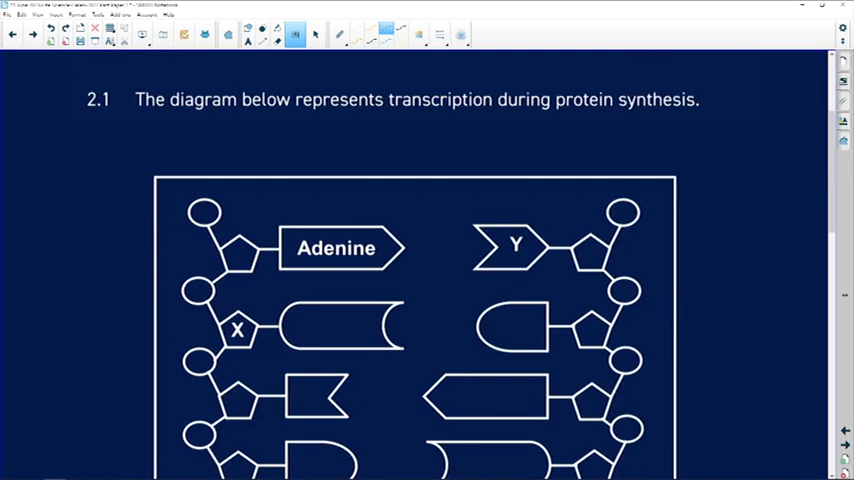 File Edit View Insert Format Tools Add-ons Account Help
2.1 The diagram below represents transcription during protein synthesis.
Adenine
Y
X